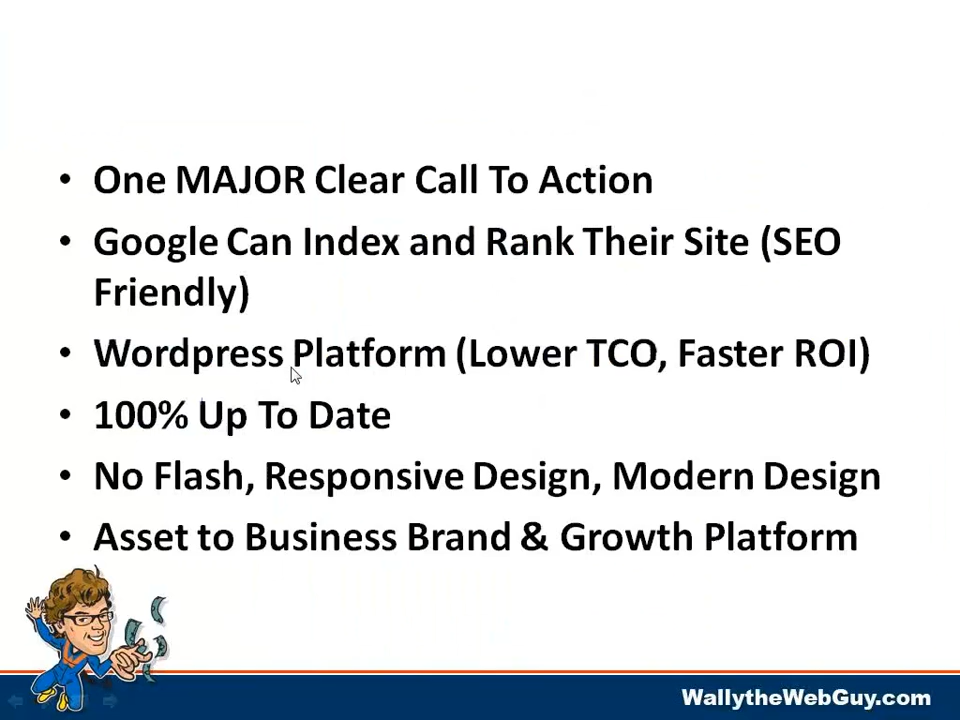 • One MAJOR Clear Call To Action
• Google Can Index and Rank Their Site (SEO
Friendly)
• Wordpress Platform (Lower TCO, Faster ROI)
• 100% Up To Date
• No Flash, Responsive Design, Modern Design
• Asset to Business Brand & Growth Platform
WallytheWebGuy.com